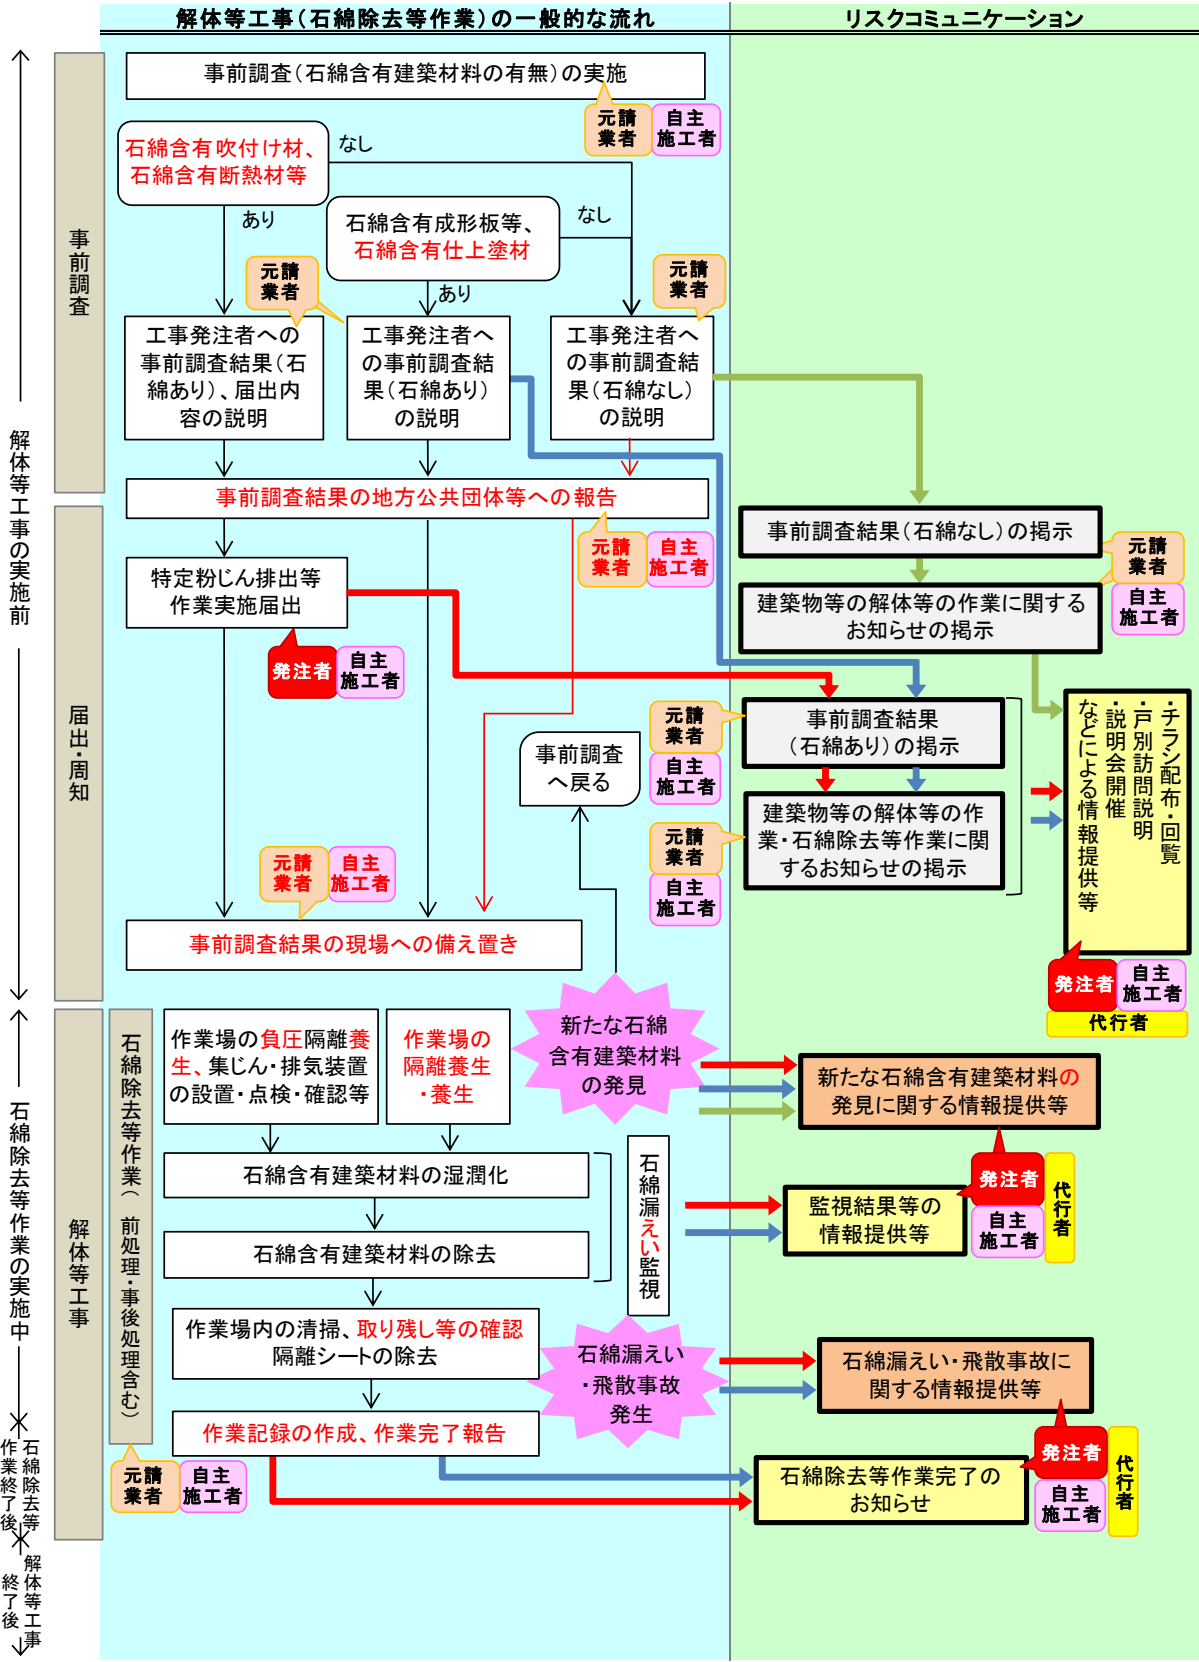 解体等工事(石綿除去等作業)の一般的な流れ
リスクコミュニケーション
解体等工事の実施前
石綿除去等作業の実施中
石綿除去等
作業終了後
解体等工事
終了後
事前調査
届出・周知
解体等工事
事前調査(石綿含有建築材料の有無)の実施
元請
業者
自主
施工者
石綿含有吹付け材、
石綿含有断熱材等
なし
あり
石綿含有成形板等、
石綿含有仕上塗材
なし
あり
元請
業者
元請
業者
工事発注者への
事前調査結果(石
綿あり)、届出内
容の説明
工事発注者へ
の事前調査結
果(石綿あり)
の説明
工事発注者へ
の事前調査結
果(石綿なし)
の説明
事前調査結果の地方公共団体等への報告
元請
業者
自主
施工者
事前調査結果(石綿なし)の掲示
元請
業者
自主
施工者
建築物等の解体等の作業に関する
お知らせの掲示
特定粉じん排出等
作業実施届出
発注者
自主
施工者
事前調査結果
(石綿あり)の掲示
元請
業者
自主
施工者
事前調査
へ戻る
建築物等の解体等の作
業・石綿除去等作業に関
するお知らせの掲示
元請
業者
自主
施工者
・チラシ配布・回覧
・戸別訪問説明
・説明会開催
などによる情報提供等
発注者
自主
施工者
代行者
元請
業者
自主
施工者
事前調査結果の現場への備え置き
石綿除去等作業(前処理・事後処理含む)
作業場の負圧隔離養
生、集じん・排気装置
の設置・点検・確認等
作業場の
隔離養生
・養生
新たな石綿
含有建築材料
の発見
新たな石綿含有建築材料の
発見に関する情報提供等
発注者
自主
施工者
代行者
石綿含有建築材料の湿潤化
石綿含有建築材料の除去
石綿漏えい監視
監視結果等の
情報提供等
作業場内の清掃、取り残し等の確認
隔離シートの除去
石綿漏えい
・飛散事故
発生
石綿漏えい・飛散事故に
関する情報提供等
発注者
自主
施工者
代行者
作業記録の作成、作業完了報告
元請
業者
自主
施工者
石綿除去等作業完了の
お知らせ